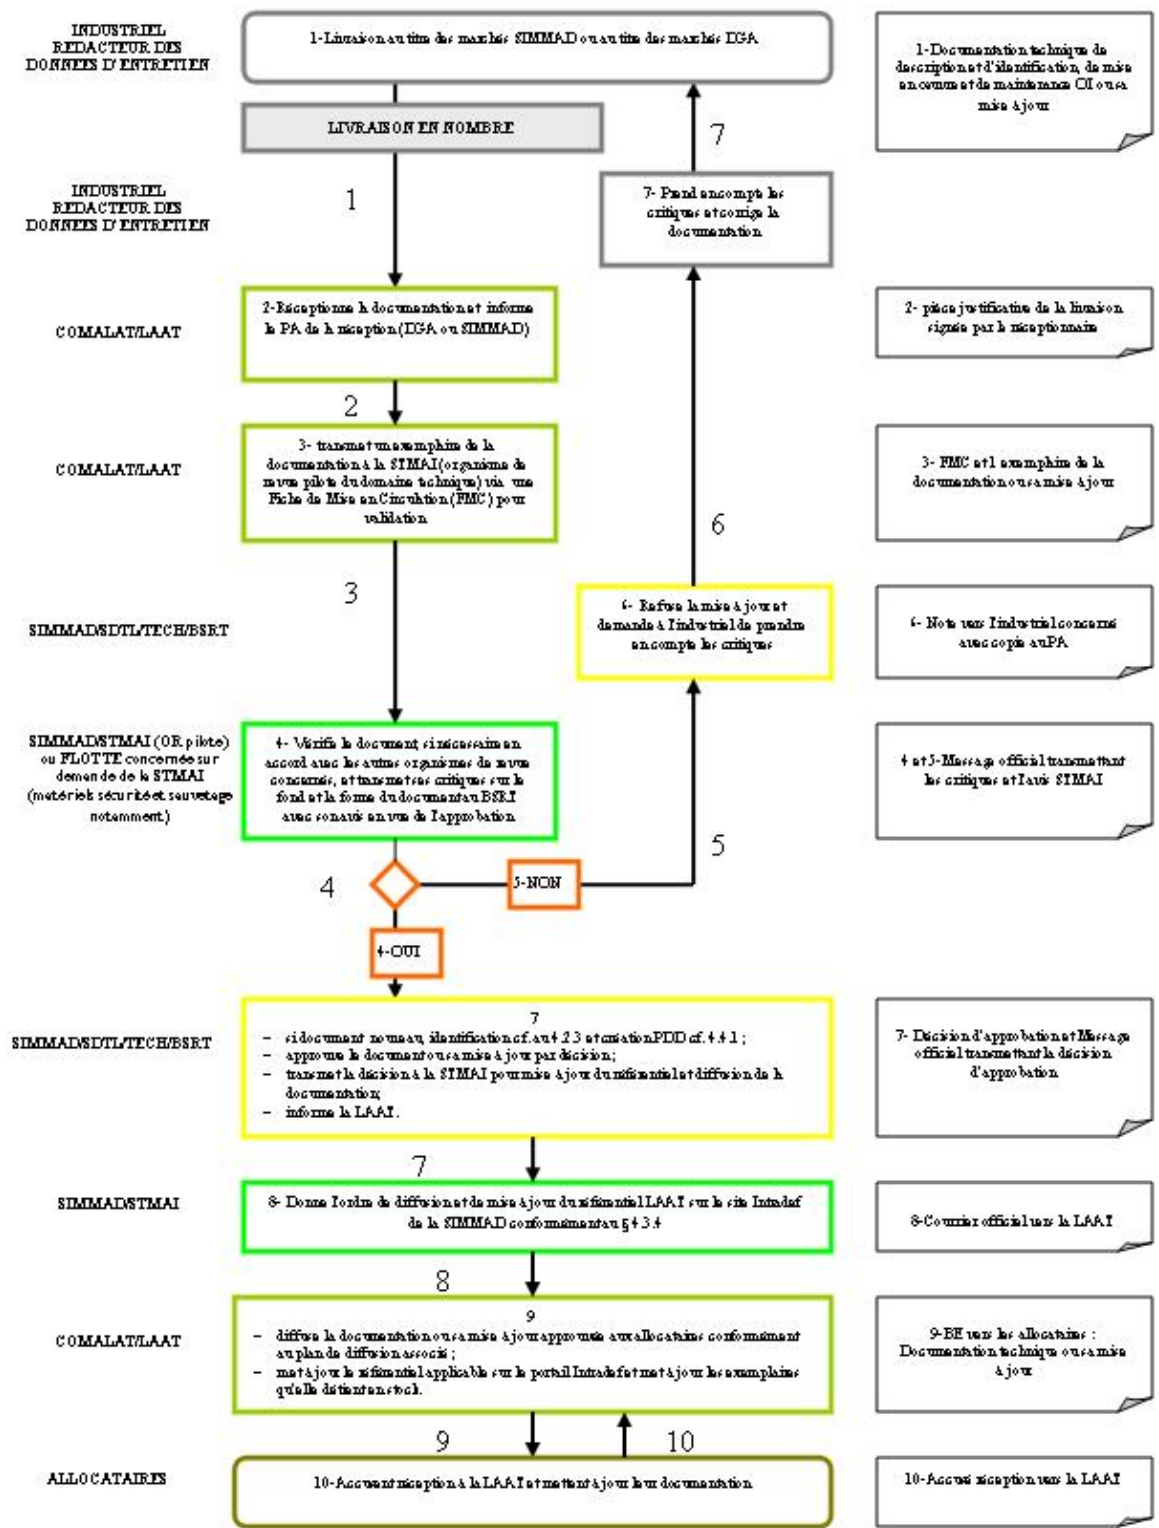 INDUSTRIEL
REDACTEUR DES
DONNEES D'ENTRETIEN
1-Livraison au titre des marchés SIMMAD ou au titre des marchés DGA
1-Documentation technique de
description et d'identification, de mise
en œuvre et de maintenance OI ou sa
mise à jour
LIVRAISON EN NOMBRE
7
1
INDUSTRIEL
REDACTEUR DES
DONNEES D'ENTRETIEN
7- Prend en compte les
critiques et corrige la
documentation
COMALAT/LAAT
2-Réceptionne la documentation et informe
le PA de la réception (DGA ou SIMMAD)
2- pièce justificative de la livraison
signée par le réceptionnaire
2
COMALAT/LAAT
3- transmet un exemplaire de la
documentation à la STMAI (organisme de
revue pilote du domaine technique) via une
Fiche de Mise en Circulation (FMC) pour
validation
3- FMC et 1 exemplaire de la
documentation ou sa mise à jour
6
3
SIMMAD/SDTL/TECH/BSRT
6- Refuse la mise à jour et
demande à l'industriel de prendre
en compte les critiques
6- Note vers l'industriel concerné
avec copie au PA
SIMMAD/STMAI (OR pilote)
ou FLOTTE concernée sur
demande de la STMAI
(matériels sécurité et sauvetage
notamment.)
4- Vérifie le document, si nécessaire en
accord avec les autres organismes de revue
concernés, et transmet ses critiques sur le
fond et la forme du document au BSRT
avec son avis en vue de l'approbation
4 et 5-Message officiel transmettant
les critiques et l'avis STMAI
5
4
5-NON
4-OUI
SIMMAD/SDTL/TECH/BSRT
7
– si document nouveau, identification cf. au 4.2.3 et création PDD cf. 4.4.1 ;
– approuve le document ou sa mise à jour par décision;
– transmet la décision à la STMAI pour mise à jour du référentiel et diffusion de la
documentation;
– informe la LAAT.
7- Décision d'approbation et Message
officiel transmettant la décision
d'approbation
7
SIMMAD/STMAI
8- Donne l'ordre de diffusion et de mise à jour du référentiel LAAT sur le site Intradef
de la SIMMAD conformément au § 4.3.4
8-Courrier officiel vers la LAAT
8
COMALAT/LAAT
9
– diffuse la documentation ou sa mise à jour approuvée aux allocataires conformément
au plan de diffusion associé ;
– met à jour le référentiel applicable sur le portail Intradef et met à jour les exemplaires
qu'elle détient en stock.
9-BE vers les allocataires :
Documentation technique ou sa mise
à jour
9
10
ALLOCATAIRES
10-Accusent réception à la LAAT et mettent à jour leur documentation
10-Accusé réception vers la LAAT